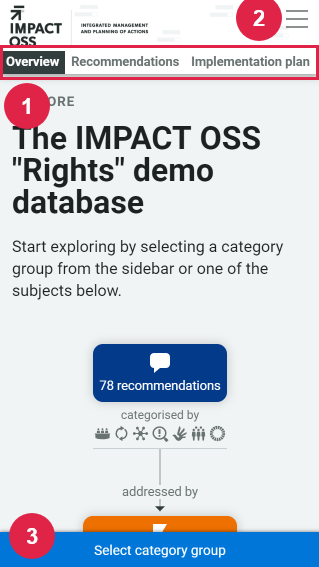 IMPACT
OSS
INTEGRATED MANAGEMENT
AND PLANNING OF ACTIONS
2
Overview Recommendations Implementation plan
1
ORE
The IMPACT OSS
"Rights" demo
database
Start exploring by selecting a category
group from the sidebar or one of the
subjects below.
78 recommendations
categorised by
addressed by
3
Select category group